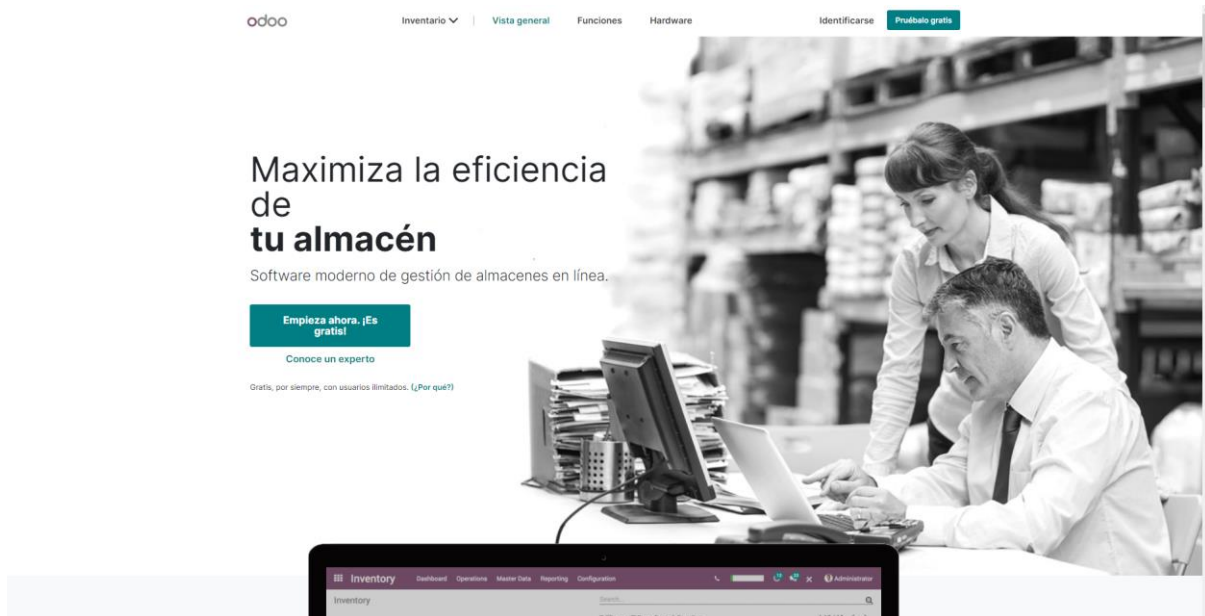 odoo
Inventario
Vista general
Funciones
Hardware
Identificarse
Pruébalo gratis
Maximiza la eficiencia
de
tu almacén
Software moderno de gestión de almacenes en línea.
Empieza ahora. ¡Es
gratis!
Conoce un experto
Gratis, por siempre, con usuarios ilimitados. (¿Por qué?)
Inventory
Dashboard
Operations
Master Data
Reporting
Configuration
Administrator
Inventory
Search...